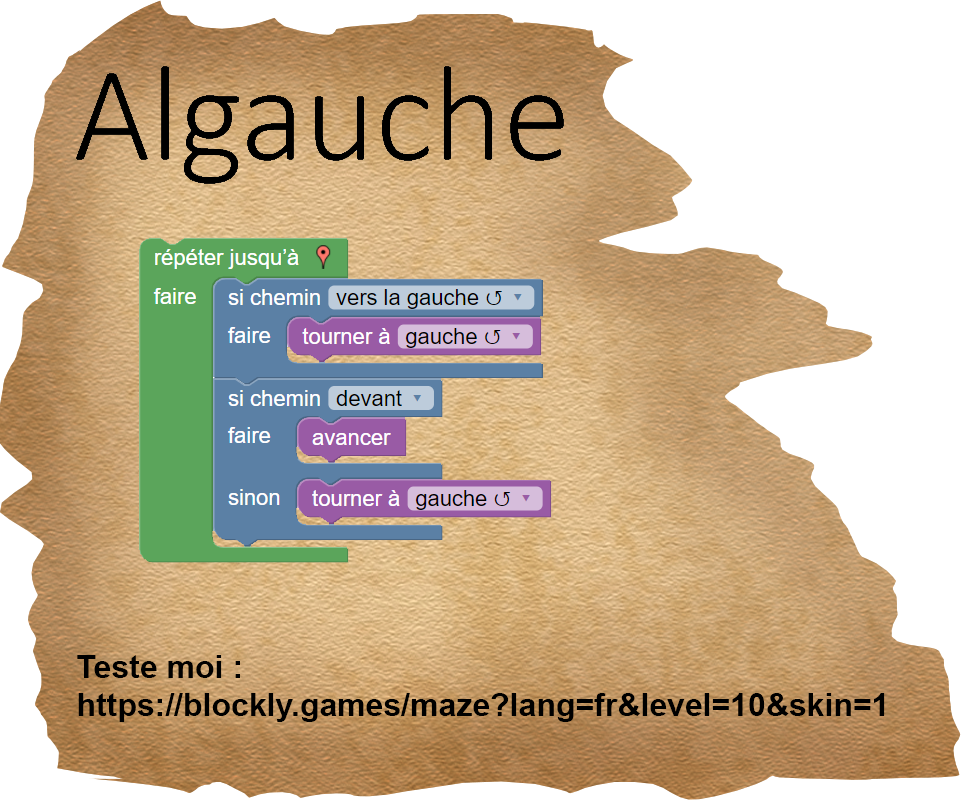 Algauche
répéter jusqu’à
faire si chemin vers la gauche ↺
faire tourner à gauche ↺
si chemin devant
faire avancer
sinon tourner à gauche ↺
Teste moi :
https://blockly.games/maze?lang=fr&level=10&skin=1